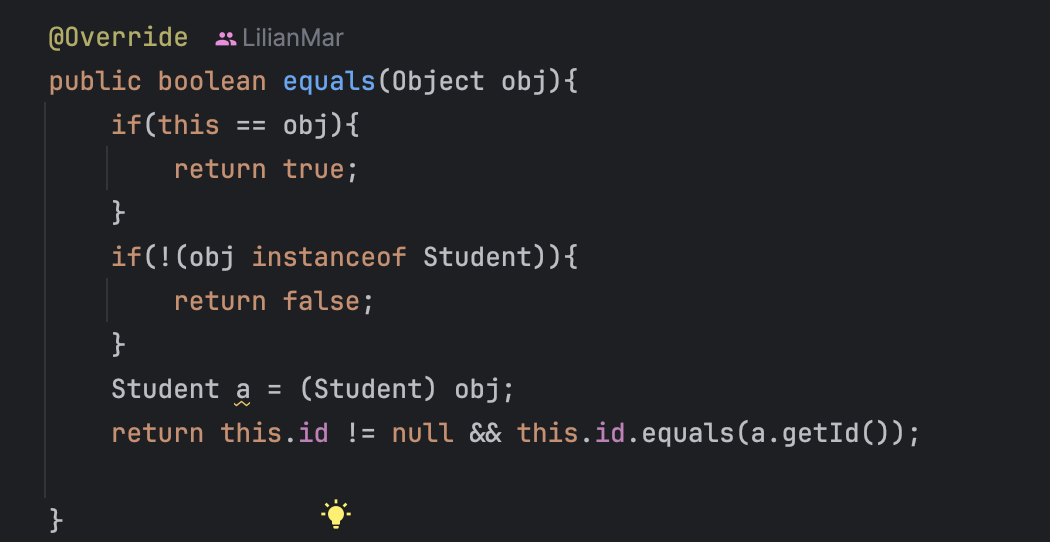 @Override LilianMar
public boolean equals(Object obj){
if(this == obj){
return true;
}
if(!(obj instanceof Student)){
return false;
}
Student a = (Student) obj;
return this.id != null && this.id.equals(a.getId());
}